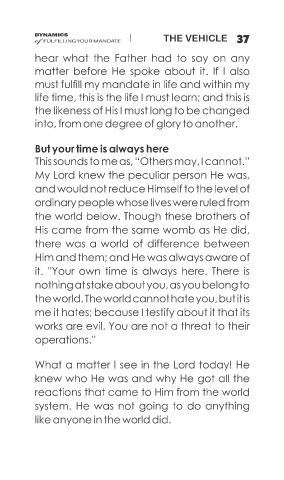 DYNAMICS
of FULFILLING YOUR MANDATE | THE VEHICLE 37
hear what the Father had to say on any
matter before He spoke about it. If I also
must fulfill my mandate in life and within my
life time, this is the life I must learn; and this is
the likeness of His I must long to be changed
into, from one degree of glory to another.
But your time is always here
This sounds to me as, “Others may, I cannot.”
My Lord knew the peculiar person He was,
and would not reduce Himself to the level of
ordinary people whose lives were ruled from
the world below. Though these brothers of
His came from the same womb as He did,
there was a world of difference between
Him and them; and He was always aware of
it. "Your own time is always here. There is
nothing at stake about you, as you belong to
the world. The world cannot hate you, but it is
me it hates; because I testify about it that its
works are evil. You are not a threat to their
operations."
What a matter I see in the Lord today! He
knew who He was and why He got all the
reactions that came to Him from the world
system. He was not going to do anything
like anyone in the world did.